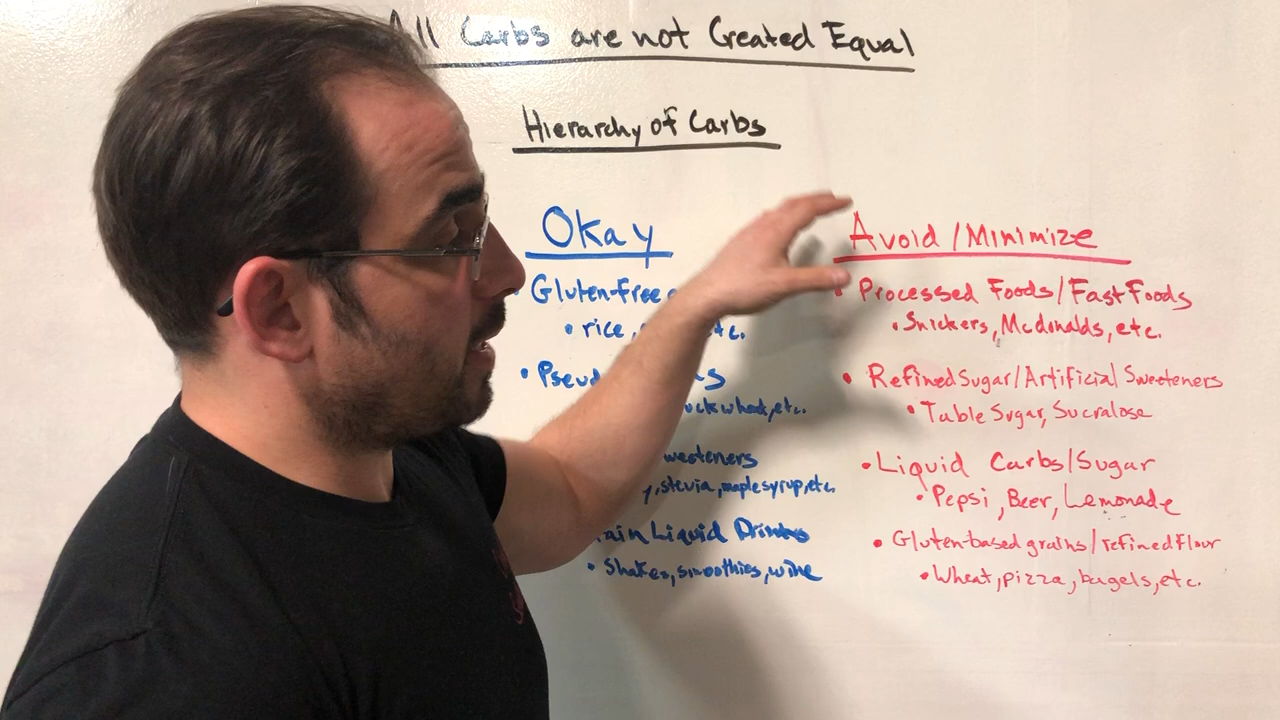 All Carbs are not Created Equal
Hierarchy of Carbs
Okay
• Gluten-free
• rice, etc.
•
etc.
weeteners
, stevia, maple syrup, etc.
Liquid Drinks
• Shakes, smoothies, wine
Avoid/Minimize
• Processed Foods/Fast Foods
• Snickers, Mcdonalds, etc.
• Refined Sugar/Artificial Sweeteners
• Table Sugar, Sucralose
• Liquid Carbs/Sugar
• Pepsi, Beer, Lemonade
• Gluten-based grains/refined flour
• Wheat, pizza, bagels, etc.